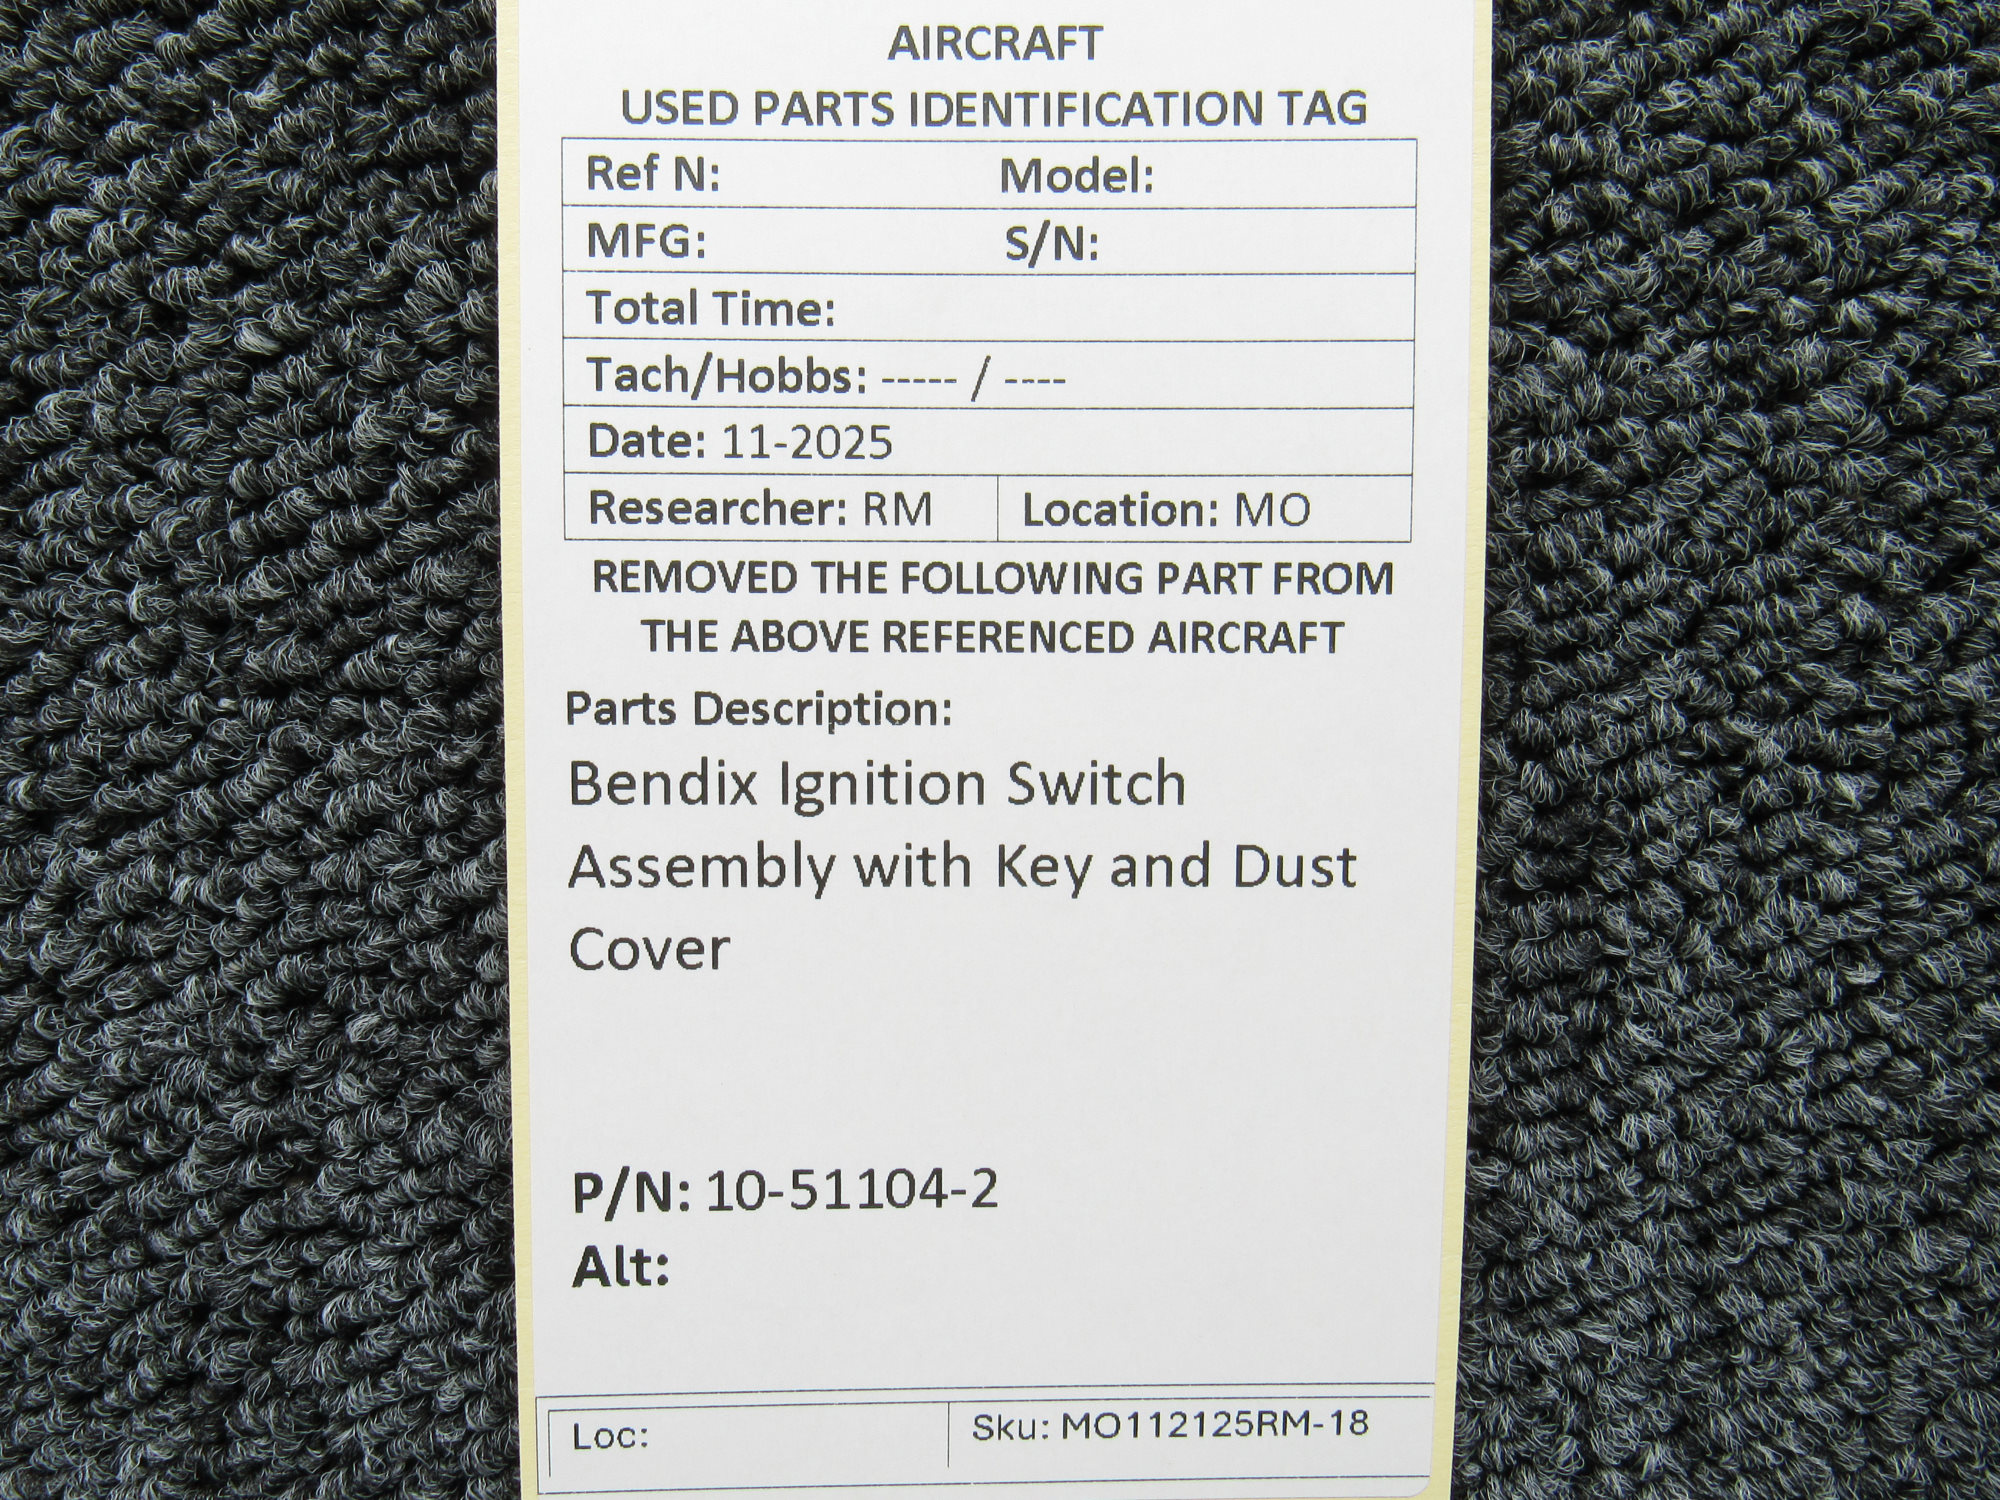 AIRCRAFT
USED PARTS IDENTIFICATION TAG
Ref N: Model:
MFG: S/N:
Total Time:
Tach/Hobbs: ----- / ----
Date: 11-2025
Researcher: RM Location: MO
REMOVED THE FOLLOWING PART FROM
THE ABOVE REFERENCED AIRCRAFT
Parts Description:
Bendix Ignition Switch
Assembly with Key and Dust
Cover
P/N: 10-51104-2
Alt:
Loc: Sku: MO112125RM-18